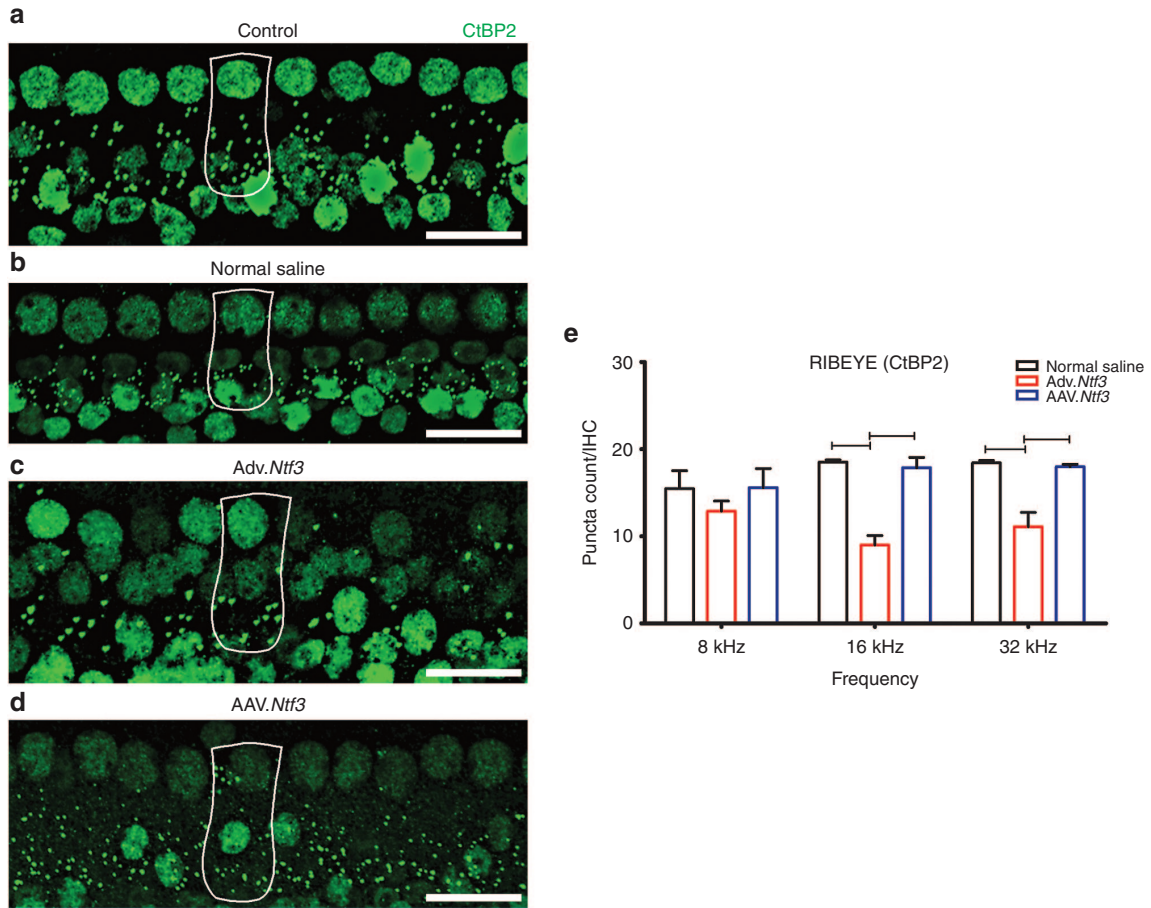 a
Control
CtBP2
b
Normal saline
c
Adv.Ntf3
d
AAV.Ntf3
e
RIBEYE (CtBP2)
Normal saline
Adv.Ntf3
AAV.Ntf3
Puncta count/IHC
30
20
10
0
8 kHz
16 kHz
32 kHz
Frequency